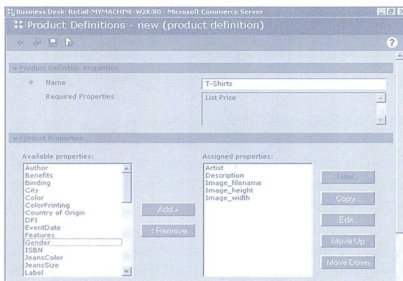 Business Desk: Retail-MYMACHINE-W2K:80 - Microsoft Commerce Server
Product Definitions - new (product definition)
?
Product Definition Properties
Name
T-Shirts
Required Properties
List Price
Product Properties
Available properties:
Author
Benefits
Binding
City
Color
ColorPrinting
Country of Origin
DPI
EventDate
Features
Gender
ISBN
JeansColor
JeansSize
Label
Add >
< Remove
Assigned properties:
Artist
Description
Image_filename
Image_height
Image_width
New...
Copy...
Edit...
Move Up
Move Down